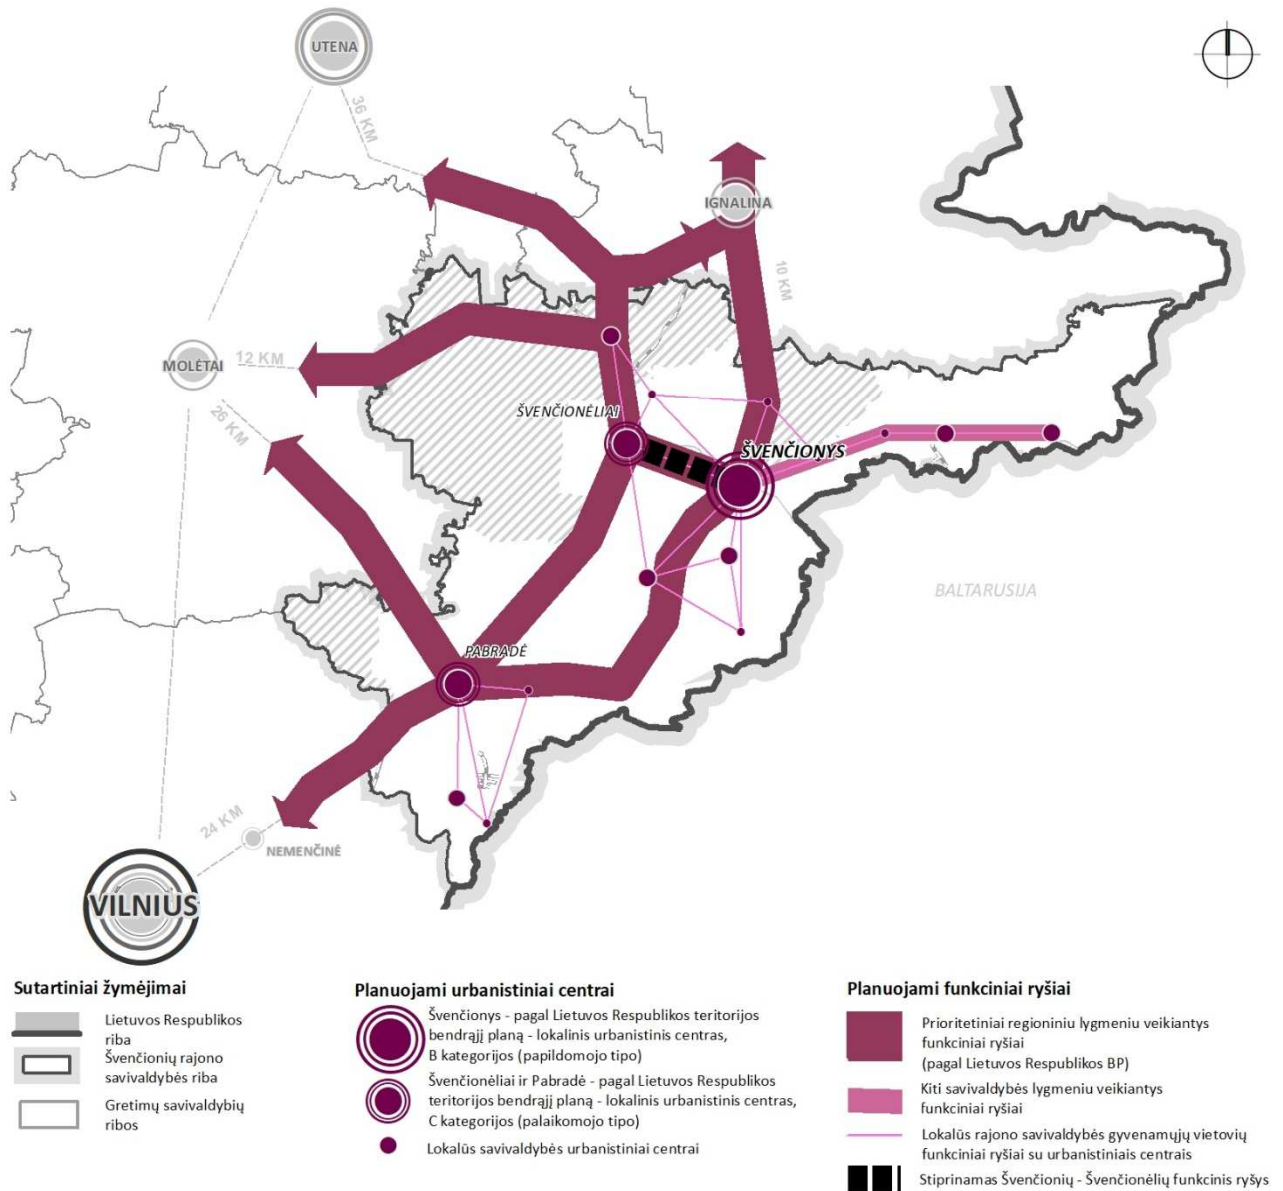 UTENA
36 KM
IGNALINA
10 KM
MOLĖTAI
12 KM
26 KM
ŠVENČIONĖLIAI
ŠVENČIONYS
BALTARUSIJA
PABRADĖ
24 KM
NEMENČINĖ
VILNIUS
Sutartiniai žymėjimai
Lietuvos Respublikos
riba
Švenčionių rajono
savivaldybės riba
Gretimų savivaldybių
ribos
Planuojami urbanistiniai centrai
Švenčionys - pagal Lietuvos Respublikos teritorijos
bendrąjį planą - lokalinis urbanistinis centras,
B kategorijos (papildomojo tipo)
Švenčionėliai ir Pabradė - pagal Lietuvos Respublikos
teritorijos bendrąjį planą - lokalinis urbanistinis centras,
C kategorijos (palaikomojo tipo)
Lokalūs savivaldybės urbanistiniai centrai
Planuojami funkciniai ryšiai
Prioritetiniai regioniniu lygmeniu veikiantys
funkciniai ryšiai
(pagal Lietuvos Respublikos BP)
Kiti savivaldybės lygmeniu veikiantys
funkciniai ryšiai
Lokalūs rajono savivaldybės gyvenamųjų vietovių
funkciniai ryšiai su urbanistiniais centrais
Stiprinamas Švenčionių - Švenčionėlių funkcinis ryšys